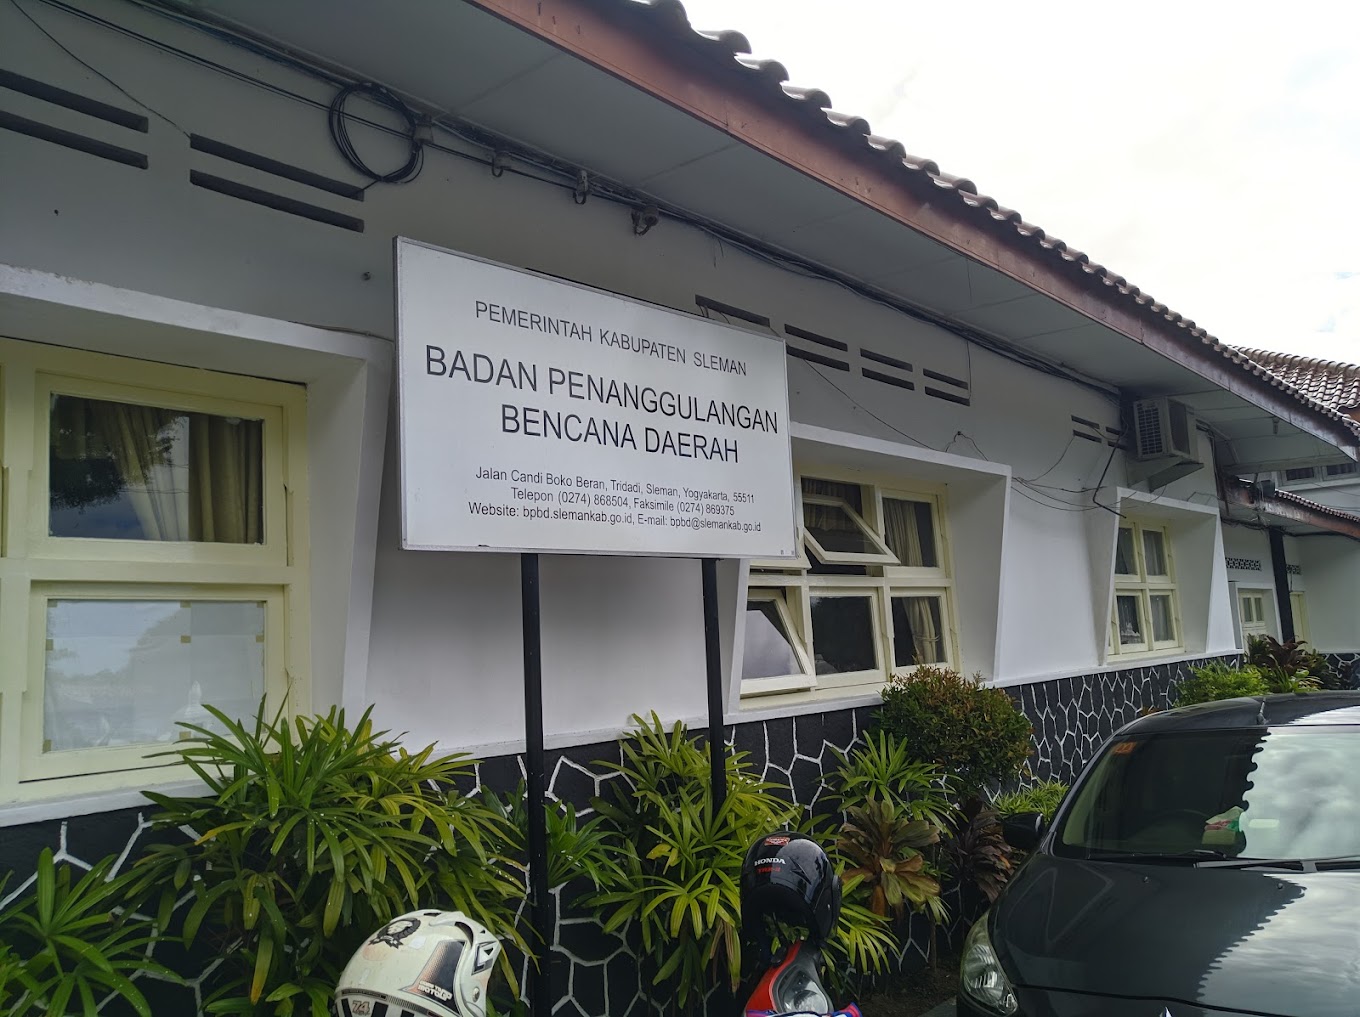 PEMERINTAH KABUPATEN SLEMAN
BADAN PENANGGULANGAN
BENCANA DAERAH
Jalan Candi Boko Beran, Tridadi, Sleman, Yogyakarta, 55511
Telepon (0274) 868504, Faksimile (0274) 869375
Website: bpbd.slemankab.go.id, E-mail: bpbd@slemankab.go.id
HONDA
74